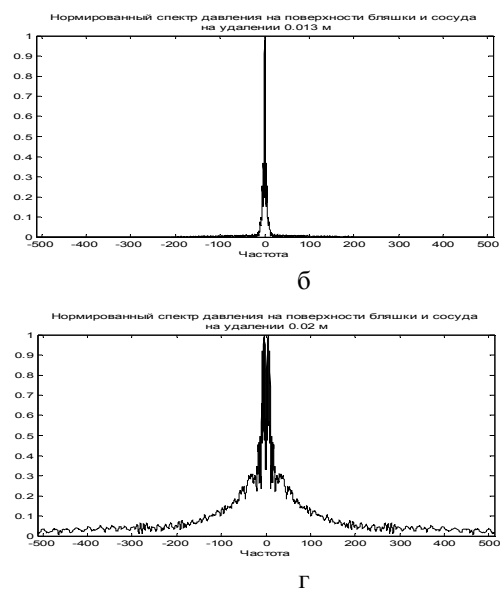 Нормированный спектр давления на поверхности бляшки и сосуда
на удалении 0.013 м
1
0.9
0.8
0.7
0.6
0.5
0.4
0.3
0.2
0.1
0
-500 -400 -300 -200 -100 0 100 200 300 400 500
Частота
б
Нормированный спектр давления на поверхности бляшки и сосуда
на удалении 0.02 м
1
0.9
0.8
0.7
0.6
0.5
0.4
0.3
0.2
0.1
0
-500 -400 -300 -200 -100 0 100 200 300 400 500
Частота
г